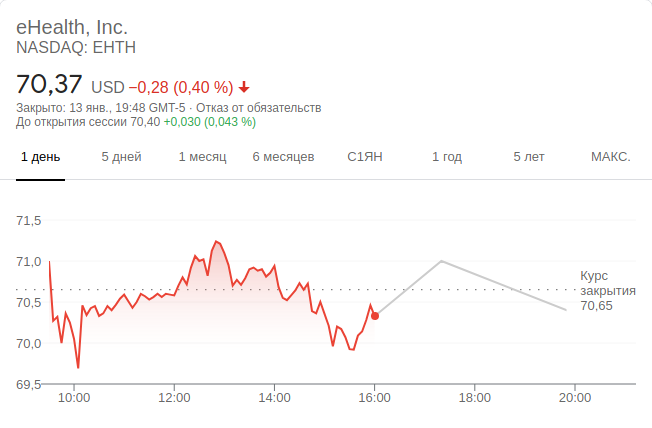 eHealth, Inc.
NASDAQ: EHTH
70,37 USD −0,28 (0,40 %)
Закрыто: 13 янв., 19:48 GMT-5 · Отказ от обязательств
До открытия сессии 70,40 +0,030 (0,043 %)
1 день 5 дней 1 месяц 6 месяцев С1ЯН 1 год 5 лет МАКС.
71,5
71,0
Курс
закрытия
70,65
70,5
70,0
69,5
10:00 12:00 14:00 16:00 18:00 20:00